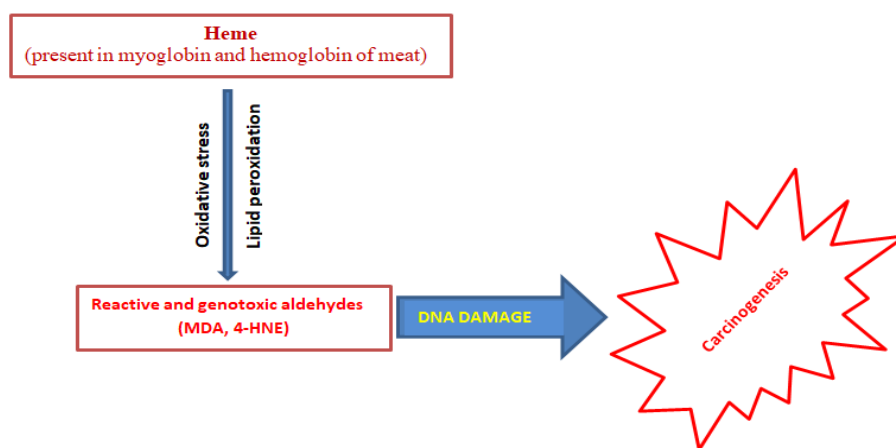 Heme
(present in myoglobin and hemoglobin of meat)
Oxidative stress
Lipid peroxidation
Reactive and genotoxic aldehydes
(MDA, 4-HNE)
DNA DAMAGE
Carcinogenesis